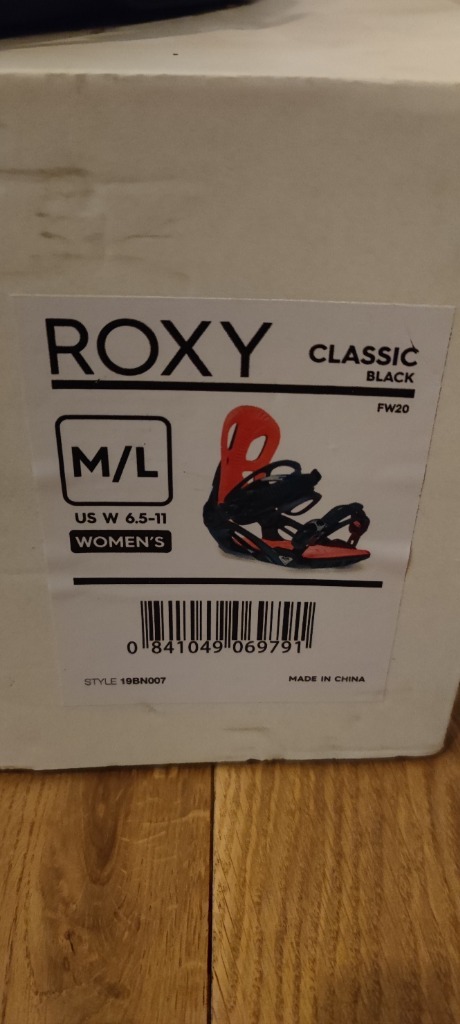 ROXY
CLASSIC
BLACK
FW20
M/L
US W 6.5-11
WOMEN'S
0 841049 069791
STYLE 19BN007
MADE IN CHINA